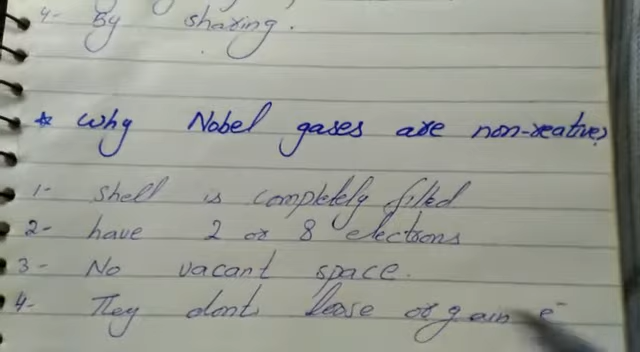 4- By sharing.
* Why Nobel gases are non-reative?
1- shell is completely filled
2- have 2 or 8 elections
3- No vacant space.
4- They dont loose or gain e-